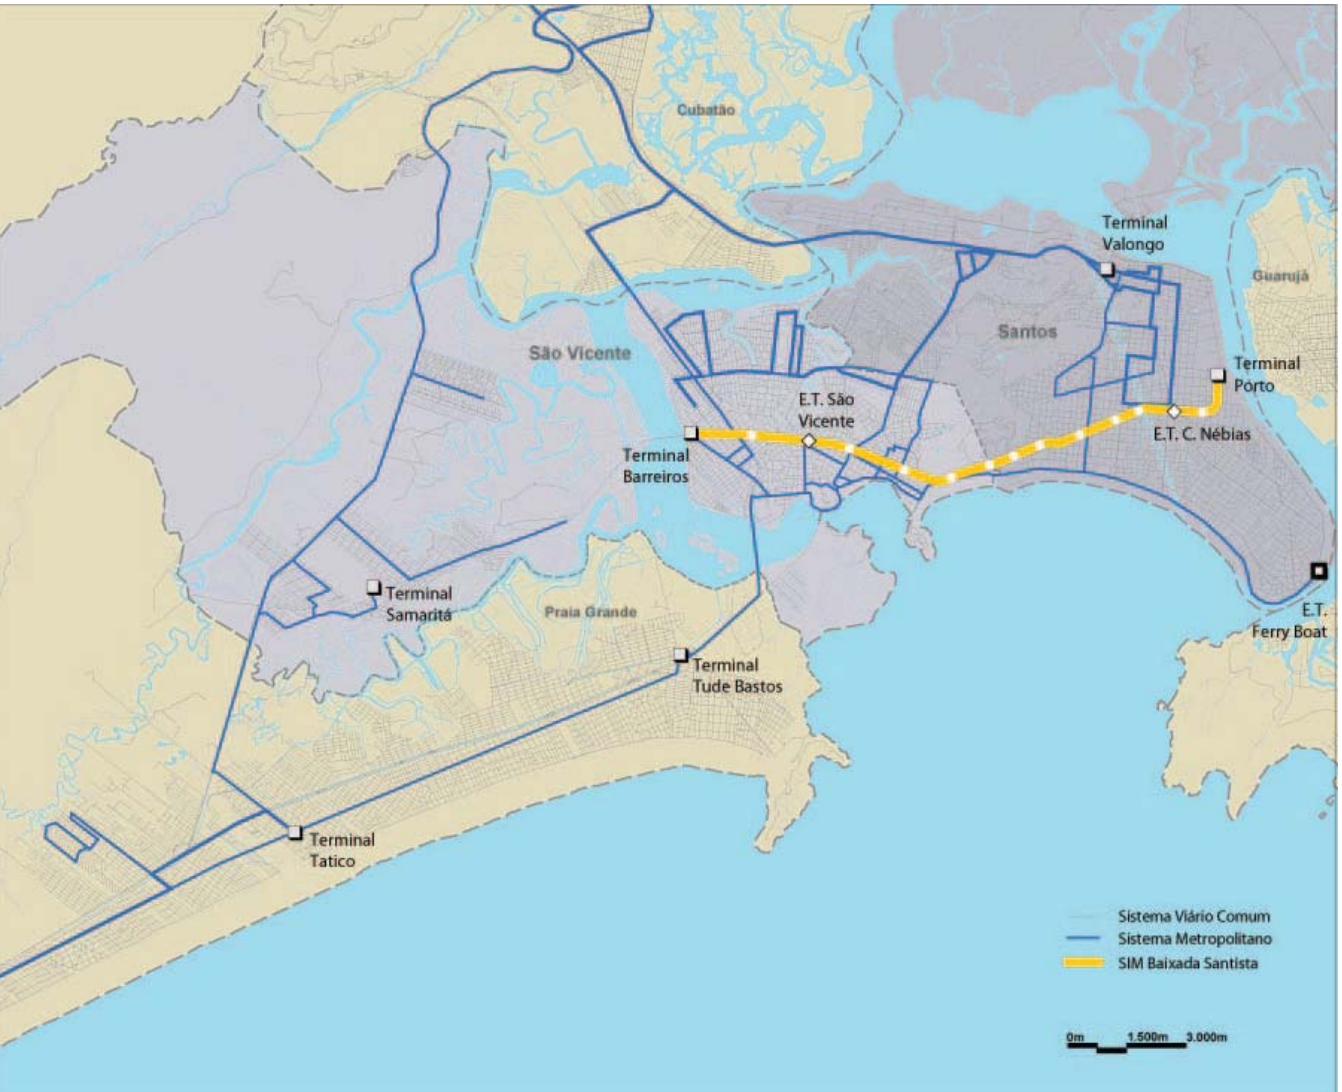 Cubatão
Terminal
Valongo
Guarujá
Santos
São Vicente
Terminal
Pórto
E.T. São
Vicente
E.T. C. Nébias
Terminal
Barreiros
Terminal
Samaritá
Praia Grande
E.T.
Ferry Boat
Terminal
Tude Bastos
Terminal
Tatico
Sistema Viário Comum
Sistema Metropolitano
SIM Baixada Santista
0m 1.500m 3.000m